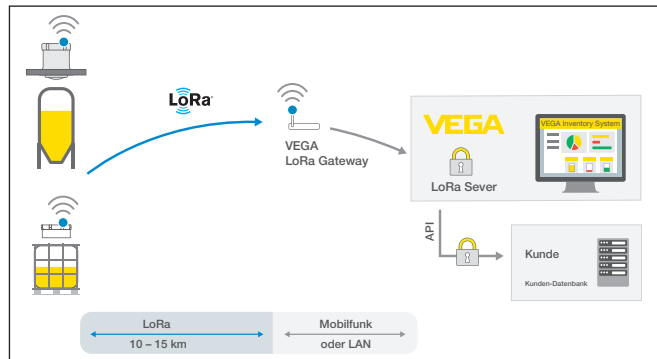 LoRa
VEGA
LoRa Gateway
VEGA
LoRa Sever
VEGA Inventory System
API
Kunde
Kunden-Datenbank
LoRa
10 – 15 km
Mobilfunk
oder LAN